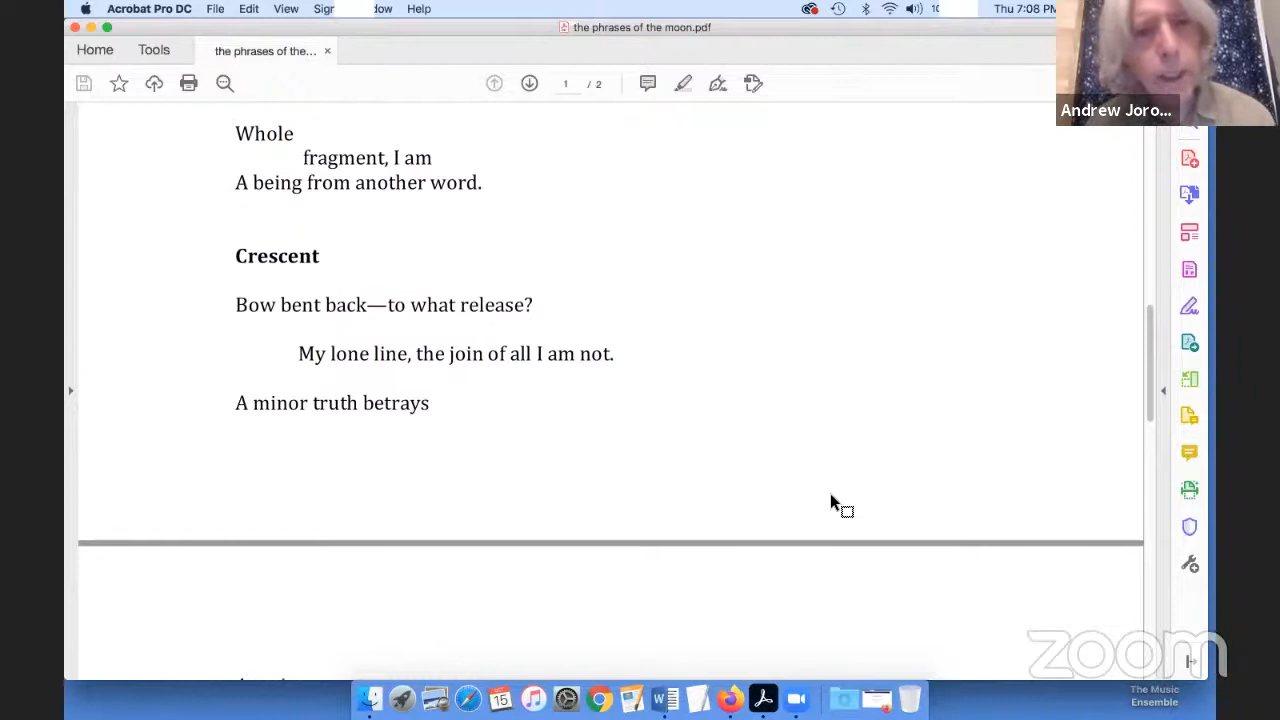 Acrobat Pro DC File Edit View Sign dow Help Thu 7:08 PM
the phrases of the moon.pdf
Home Tools the phrases of the... ×
1 / 2
Andrew Joro...
Whole
fragment, I am
A being from another word.
Crescent
Bow bent back—to what release?
My lone line, the join of all I am not.
A minor truth betrays
zoom
15
The Music
Ensemble